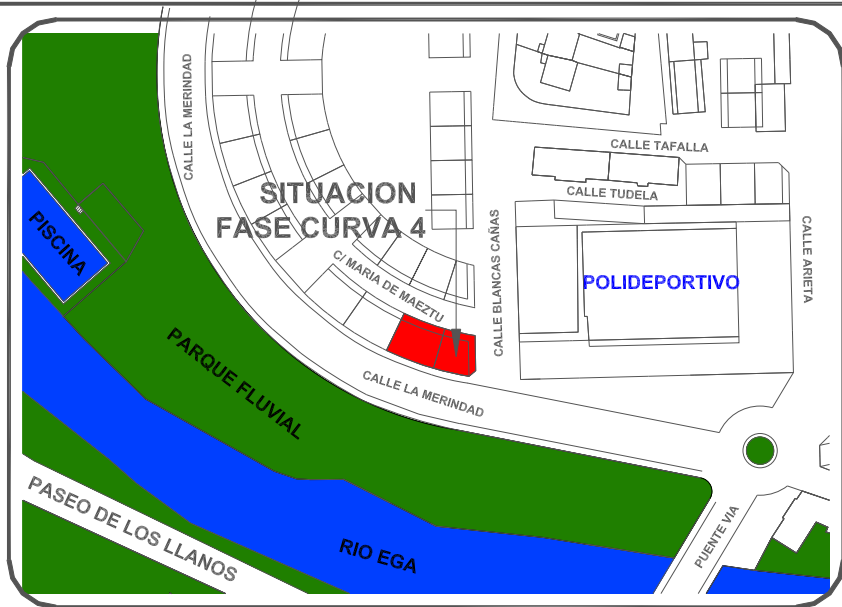 CALLE LA MERINDAD
CALLE TAFALLA
CALLE TUDELA
SITUACION
FASE CURVA 4
PISCINA
C/ MARIA DE MAEZTU
CALLE BLANCAS CAÑAS
POLIDEPORTIVO
CALLE ARIETA
PARQUE FLUVIAL
CALLE LA MERINDAD
PASEO DE LOS LLANOS
RIO EGA
PUENTE VIA